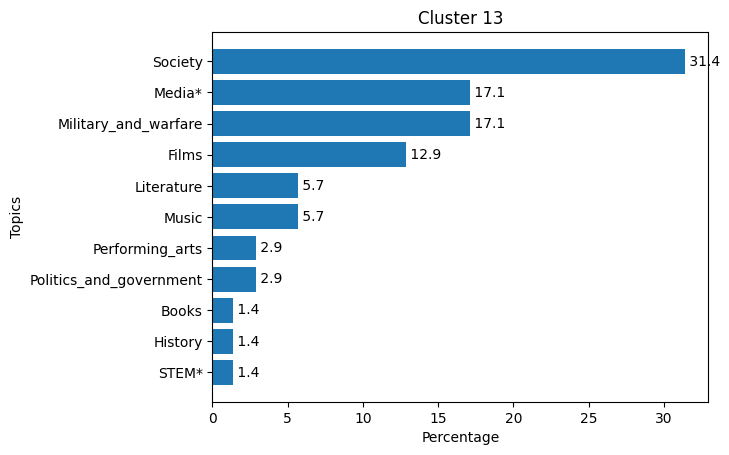 Cluster 13
Society 31.4
Media* 17.1
Military_and_warfare 17.1
Films 12.9
Literature 5.7
Music 5.7
Performing_arts 2.9
Politics_and_government 2.9
Books 1.4
History 1.4
STEM* 1.4
0 5 10 15 20 25 30
Percentage
Topics